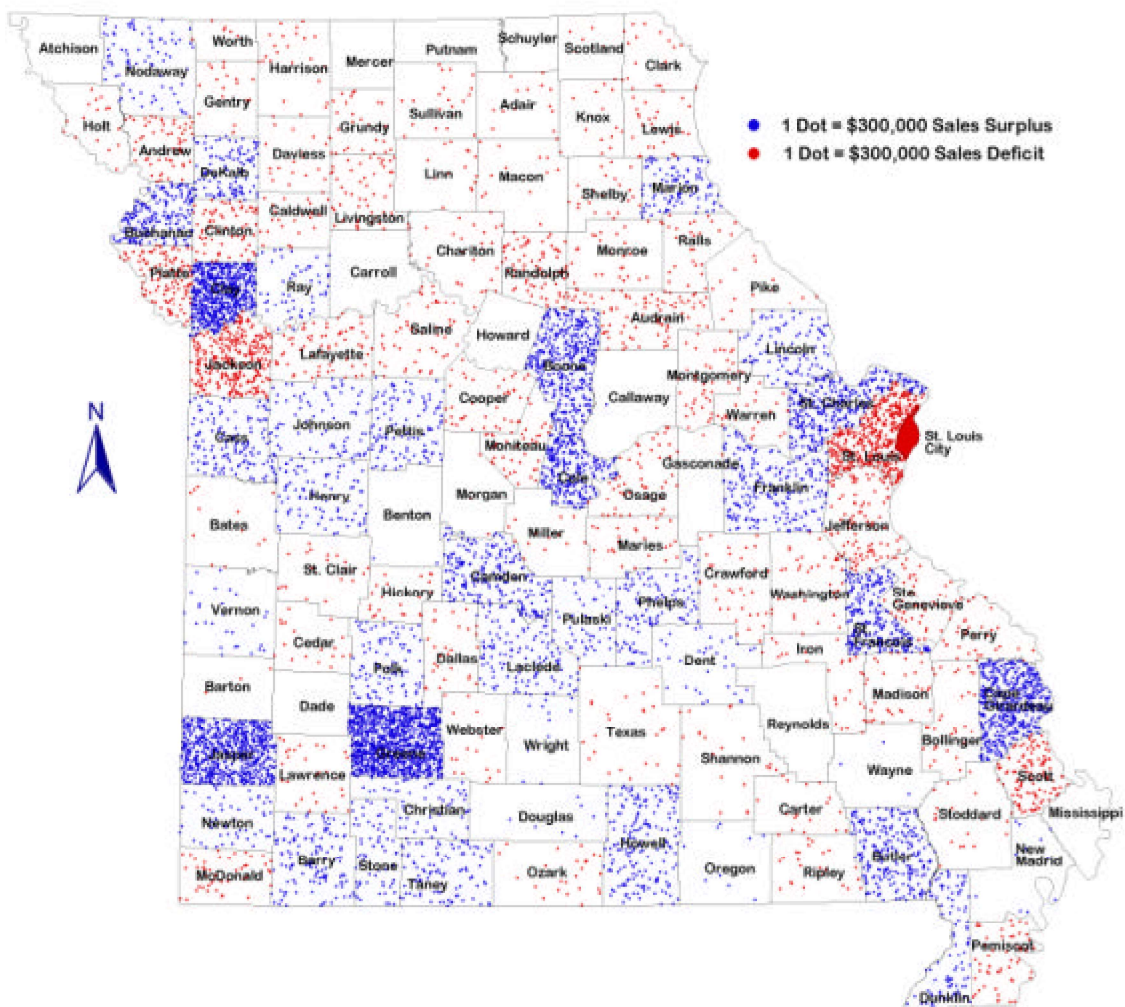 Atchison
Nodaway
Worth
Harrison
Mercer
Putnam
Schuyler
Scotland
Clark
Holt
Gentry
Grundy
Sullivan
Adair
Knox
Lewis
Andrew
DeKalb
Daviess
Linn
Macon
Shelby
Marion
Buchanan
Clinton
Caldwell
Livingston
Chariton
Randolph
Monroe
Ralls
Platte
Clay
Ray
Carroll
Pike
Jackson
Lafayette
Saline
Howard
Boone
Audrain
Lincoln
Cass
Johnson
Pettis
Cooper
Moniteau
Callaway
Montgomery
Warren
St. Charles
St. Louis
St. Louis
City
Henry
Morgan
Cole
Osage
Gasconade
Franklin
Jefferson
Bates
Benton
Miller
Maries
St. Clair
Hickory
Camden
Pulaski
Phelps
Crawford
Washington
Ste.
Genevieve
Vernon
Cedar
Polk
Dallas
Laclede
Dent
Iron
St.
Francois
Perry
Barton
Dade
Webster
Wright
Texas
Reynolds
Madison
Bollinger
Cape
Girardeau
Jasper
Lawrence
Greene
Shannon
Wayne
Scott
Newton
Christian
Douglas
Howell
Carter
Stoddard
Mississippi
McDonald
Barry
Stone
Taney
Ozark
Oregon
Ripley
Butler
New
Madrid
Pemiscot
Dunklin
1 Dot = $300,000 Sales Surplus
1 Dot = $300,000 Sales Deficit
N